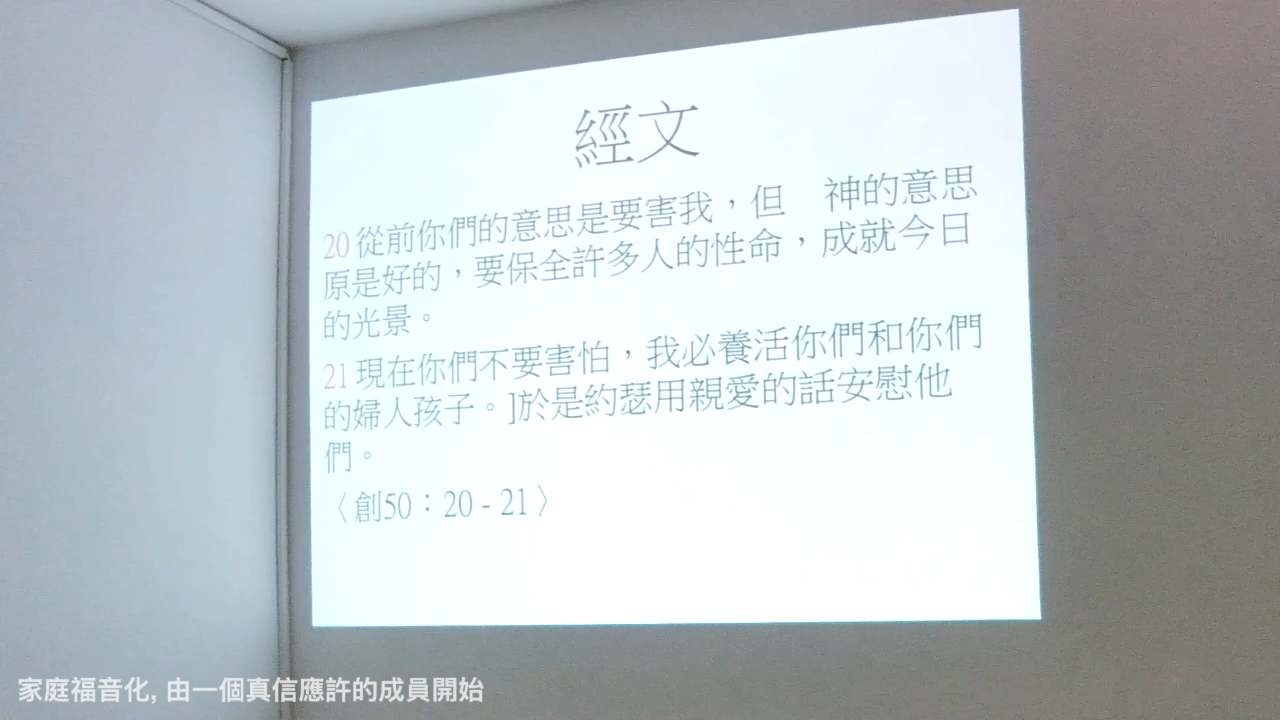 經文
20 從前你們的意思是要害我，但　神的意思
原是好的，要保全許多人的性命，成就今日
的光景。
21 現在你們不要害怕，我必養活你們和你們
的婦人孩子。]於是約瑟用親愛的話安慰他
們。
〈創50：20 - 21〉
家庭福音化, 由一個真信應許的成員開始